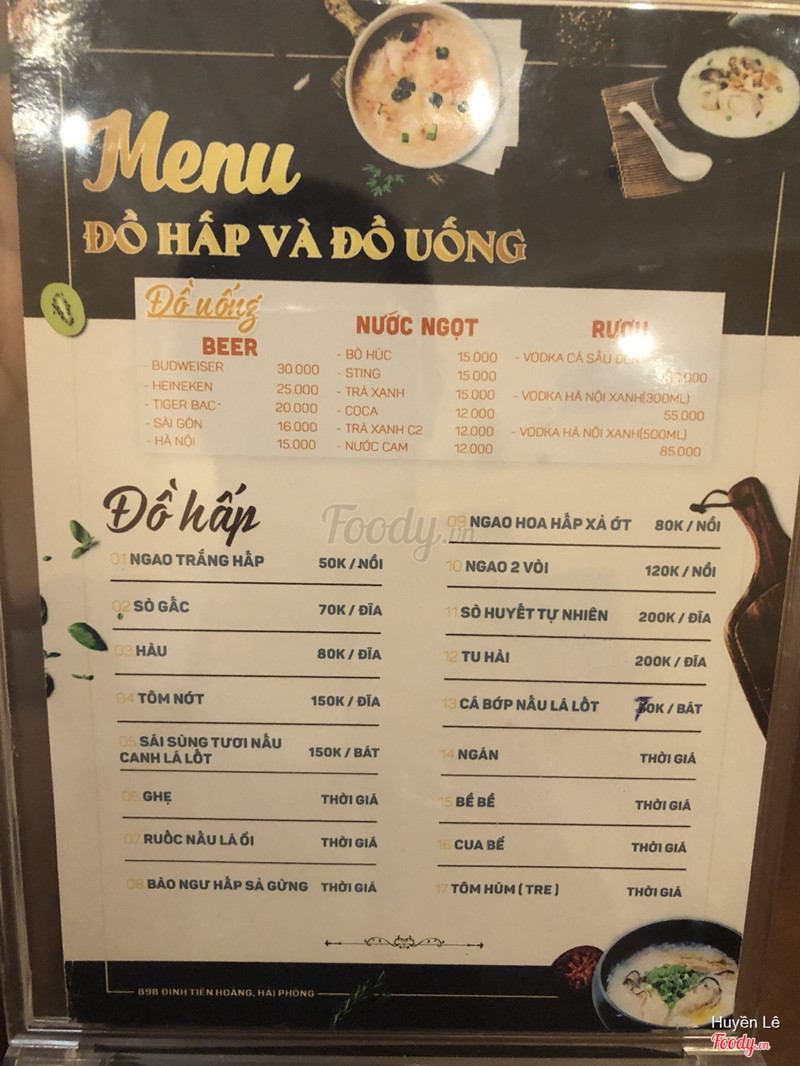 Menu
ĐỒ HẤP VÀ ĐỒ UỐNG
Đồ uống
BEER
- BUDWEISER 30.000
- HEINEKEN 25.000
- TIGER BẠC 20.000
- SÀI GÒN 16.000
- HÀ NỘI 15.000
NƯỚC NGỌT
- BÒ HÚC 15.000
- STING 15.000
- TRÀ XANH 15.000
- COCA 12.000
- TRÀ XANH C2 12.000
- NƯỚC CAM 12.000
RƯỢU
- VODKA CÁ SẤU ĐEN
- VODKA HÀ NỘI XANH(300ML)
55.000
- VODKA HÀ NỘI XANH(500ML)
85.000
Đồ hấp
01 NGAO TRẮNG HẤP 50K / NỒI
02 SÒ GẤC 70K / ĐĨA
03 HÀU 80K / ĐĨA
04 TÔM NỚT 150K / ĐĨA
05 SÁI SÙNG TƯƠI NẤU
CANH LÁ LỐT 150K / BÁT
06 GHẸ THỜI GIÁ
07 RUỐC NẤU LÁ ỔI THỜI GIÁ
08 BÀO NGƯ HẤP SẢ GỪNG THỜI GIÁ
09 NGAO HOA HẤP XẢ ỚT 80K / NỒI
10 NGAO 2 VÒI 120K / NỒI
11 SÒ HUYẾT TỰ NHIÊN 200K / ĐĨA
12 TU HÀI 200K / ĐĨA
13 CÁ BỚP NẤU LÁ LỐT 70K / BÁT
14 NGÁN THỜI GIÁ
15 BỀ BỀ THỜI GIÁ
16 CUA BỂ THỜI GIÁ
17 TÔM HÙM ( TRE ) THỜI GIÁ
89B ĐINH TIÊN HOÀNG, HẢI PHÒNG
Foody.vn
Huyền Lê
Foody.vn